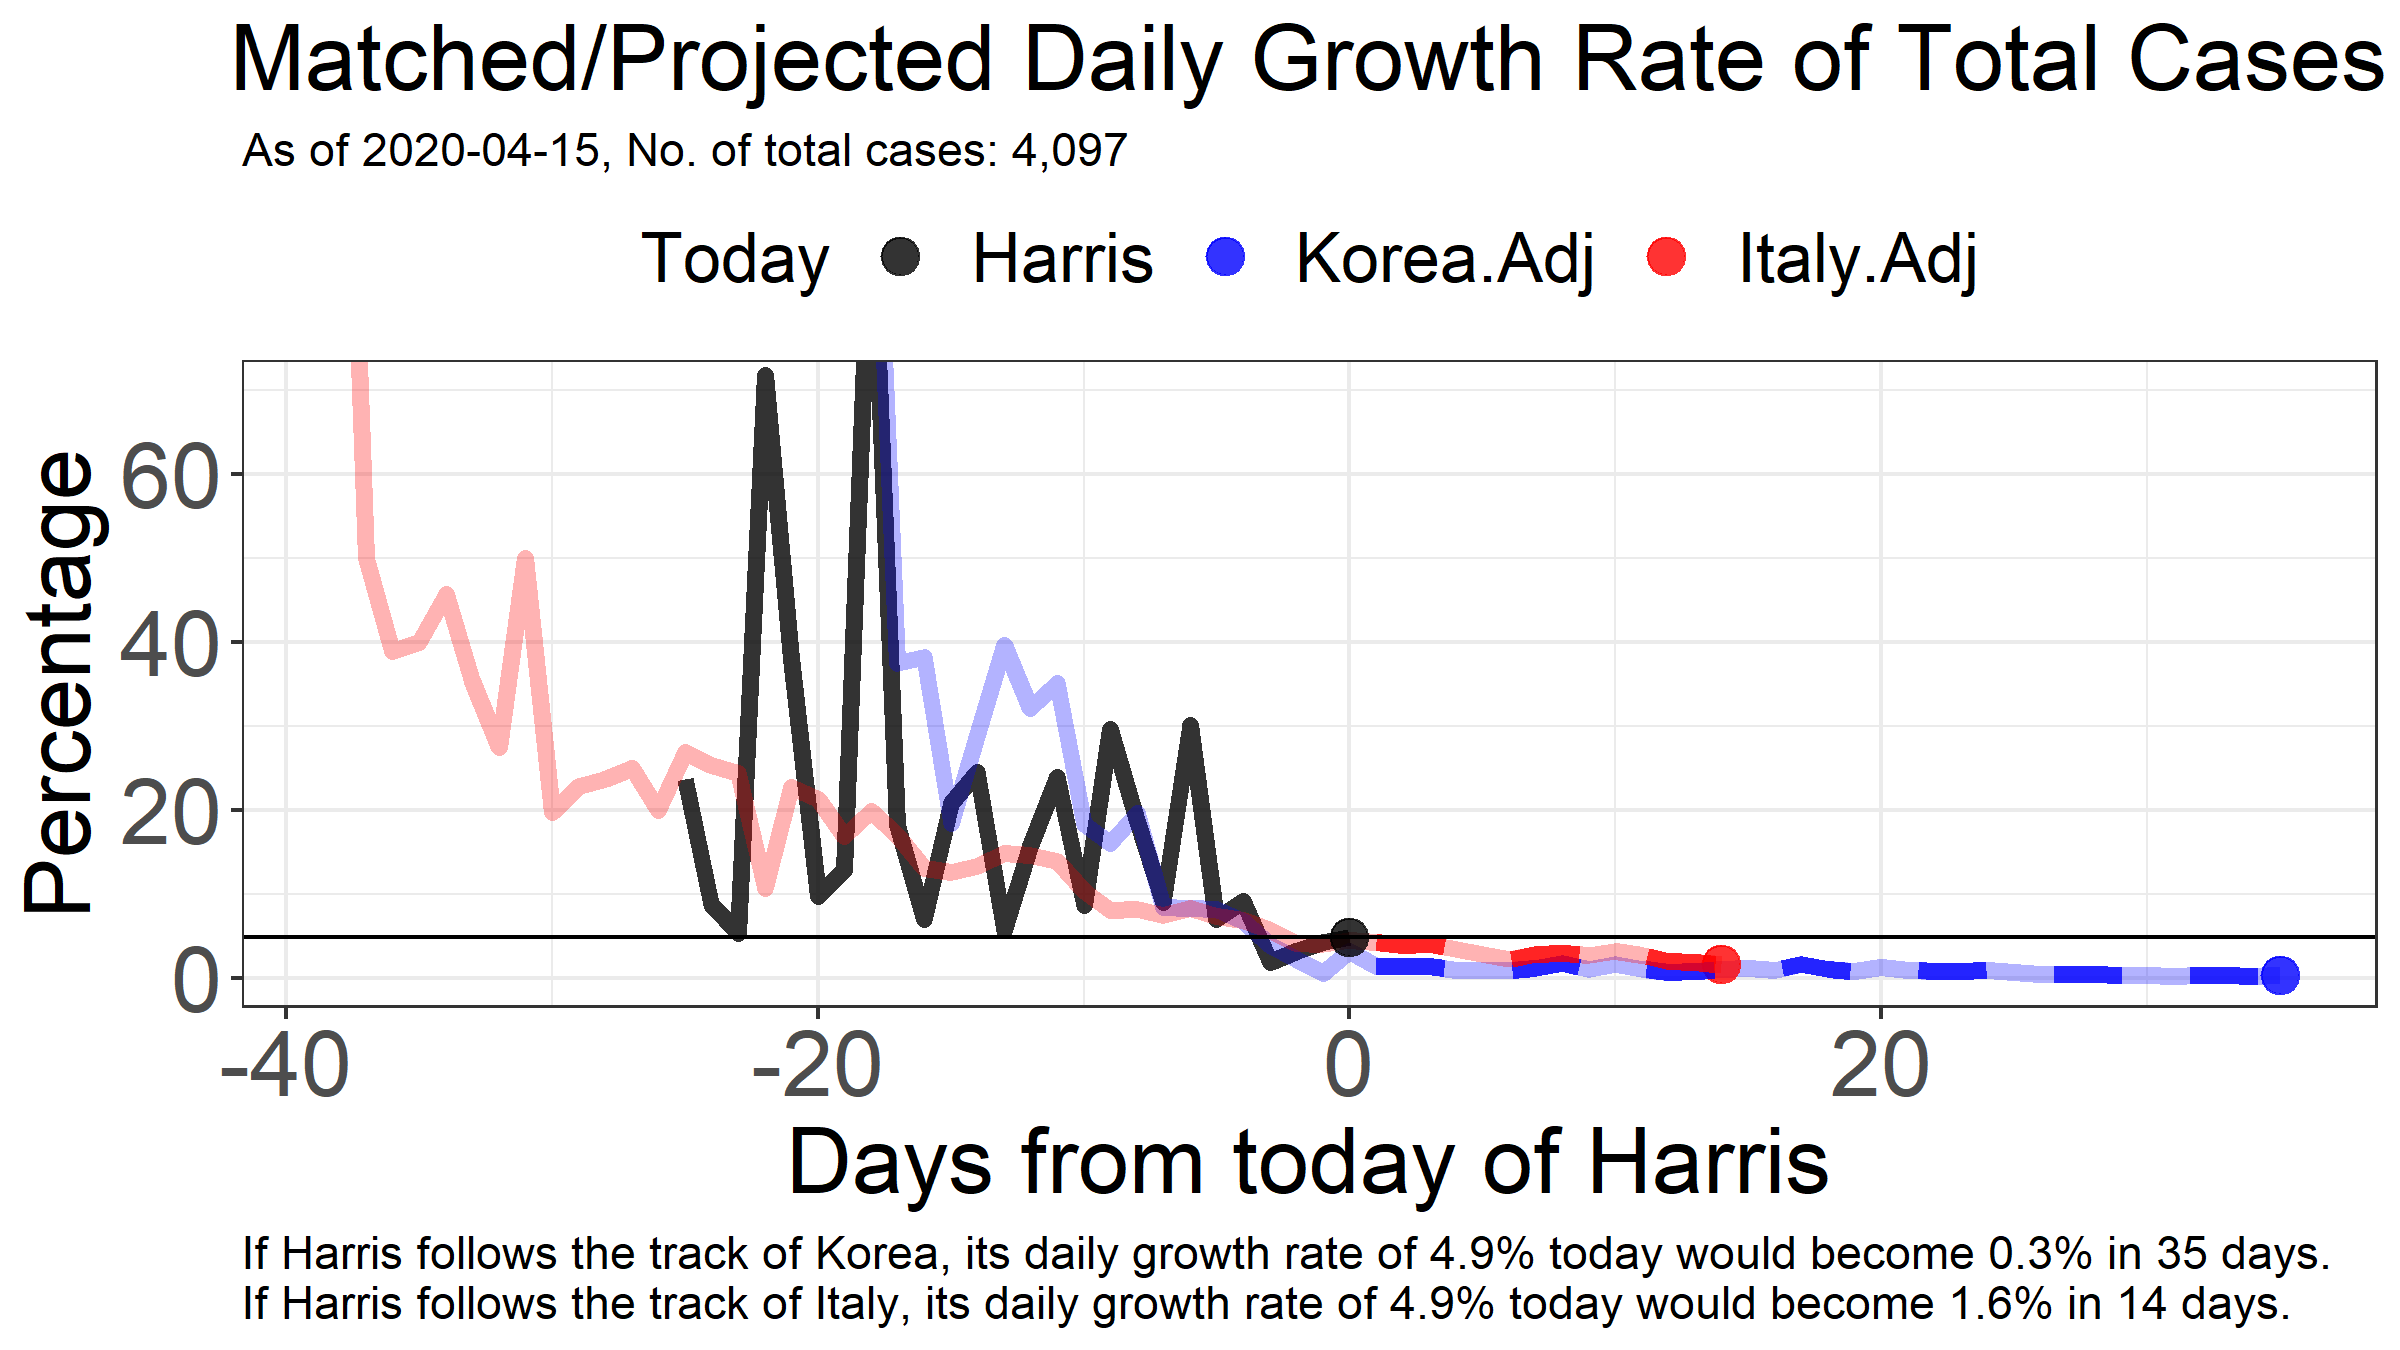 Matched/Projected Daily Growth Rate of Total Cases
As of 2020-04-15, No. of total cases: 4,097
Today Harris Korea.Adj Italy.Adj
Percentage
60
40
20
0
-40 -20 0 20
Days from today of Harris
If Harris follows the track of Korea, its daily growth rate of 4.9% today would become 0.3% in 35 days.
If Harris follows the track of Italy, its daily growth rate of 4.9% today would become 1.6% in 14 days.